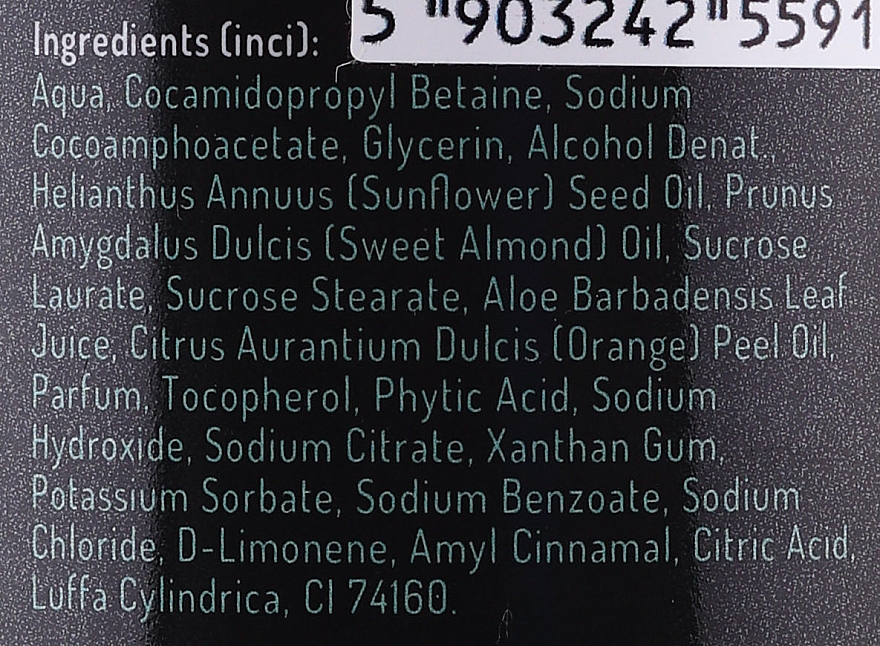 Ingredients (inci):
5 903242 5591
Aqua, Cocamidopropyl Betaine, Sodium
Cocoamphoacetate, Glycerin, Alcohol Denat.,
Helianthus Annuus (Sunflower) Seed Oil, Prunus
Amygdalus Dulcis (Sweet Almond) Oil, Sucrose
Laurate, Sucrose Stearate, Aloe Barbadensis Leaf
Juice, Citrus Aurantium Dulcis (Orange) Peel Oil,
Parfum, Tocopherol, Phytic Acid, Sodium
Hydroxide, Sodium Citrate, Xanthan Gum,
Potassium Sorbate, Sodium Benzoate, Sodium
Chloride, D-Limonene, Amyl Cinnamal, Citric Acid,
Luffa Cylindrica, CI 74160.